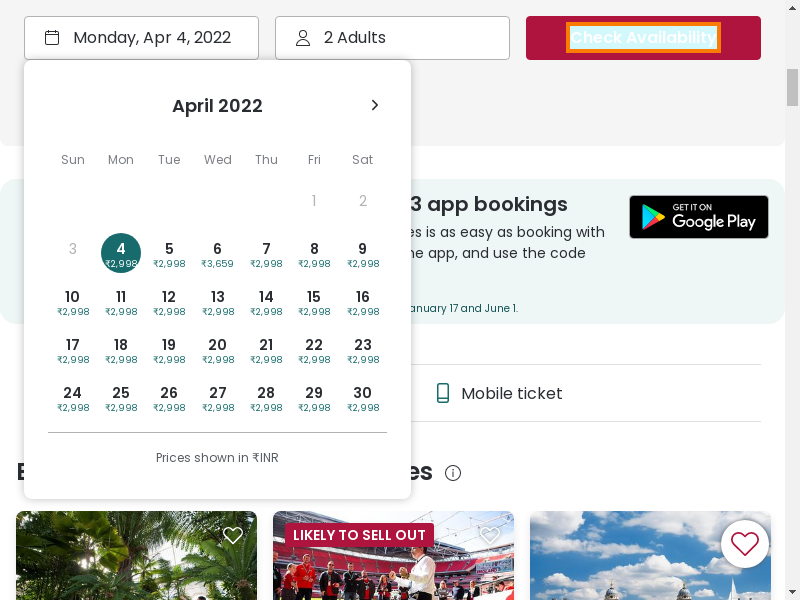 Monday, Apr 4, 2022
2 Adults
Check Availability
April 2022
Sun Mon Tue Wed Thu Fri Sat
1 2
3 4 5 6 7 8 9
₹2,998 ₹2,998 ₹3,659 ₹2,998 ₹2,998 ₹2,998
10 11 12 13 14 15 16
₹2,998 ₹2,998 ₹2,998 ₹2,998 ₹2,998 ₹2,998 ₹2,998
17 18 19 20 21 22 23
₹2,998 ₹2,998 ₹2,998 ₹2,998 ₹2,998 ₹2,998 ₹2,998
24 25 26 27 28 29 30
₹2,998 ₹2,998 ₹2,998 ₹2,998 ₹2,998 ₹2,998 ₹2,998
Prices shown in ₹INR
3 app bookings
es is as easy as booking with
app, and use the code
anuary 17 and June 1.
GET IT ON
Google Play
Mobile ticket
es
LIKELY TO SELL OUT